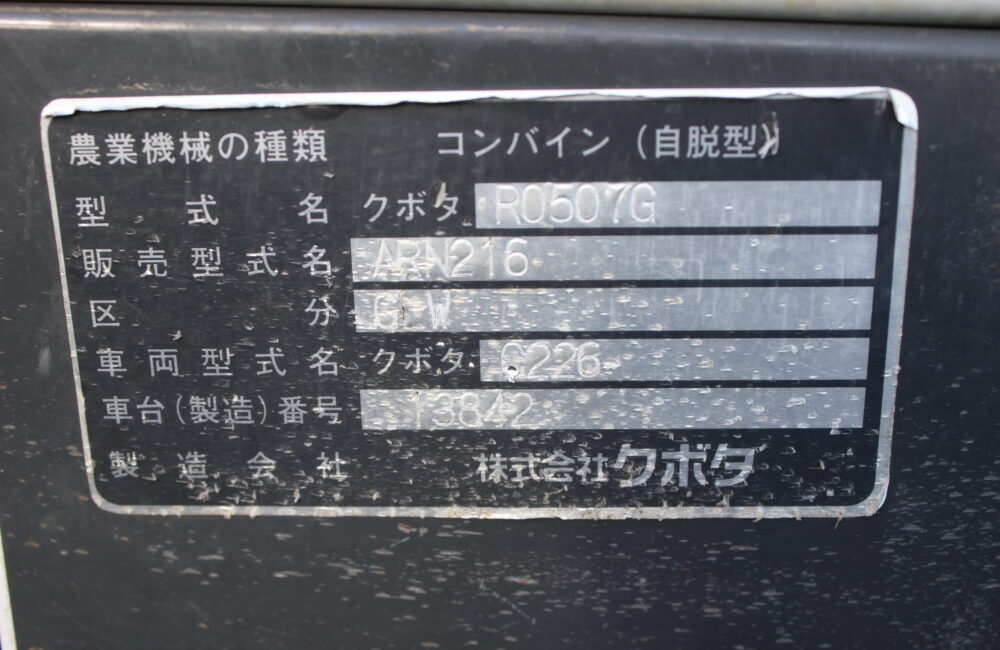 農業機械の種類 コンバイン (自脱型)
型式名 クボタ R0507G
販売型式名 ARN216
区分 GLW
車両型式名 クボタ C226
車台(製造)番号 13842
製造会社 株式会社クボタ